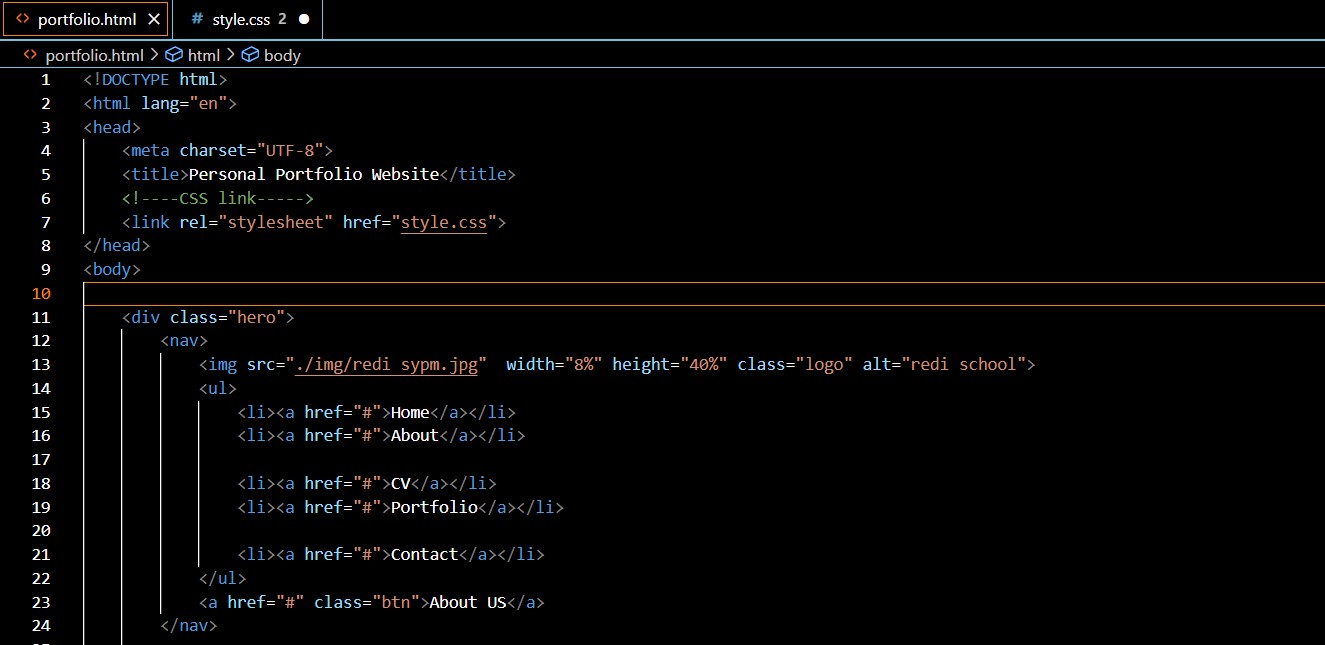 portfolio.html
style.css 2
portfolio.html > html > body
1 <!DOCTYPE html>
2 <html lang="en">
3 <head>
4 <meta charset="UTF-8">
5 <title>Personal Portfolio Website</title>
6 <!----CSS link----->
7 <link rel="stylesheet" href="style.css">
8 </head>
9 <body>
10
11 <div class="hero">
12 <nav>
13 <img src="./img/redi sypm.jpg"  width="8%" height="40%" class="logo" alt="redi school">
14 <ul>
15 <li><a href="#">Home</a></li>
16 <li><a href="#">About</a></li>
17
18 <li><a href="#">CV</a></li>
19 <li><a href="#">Portfolio</a></li>
20
21 <li><a href="#">Contact</a></li>
22 </ul>
23 <a href="#" class="btn">About US</a>
24 </nav>